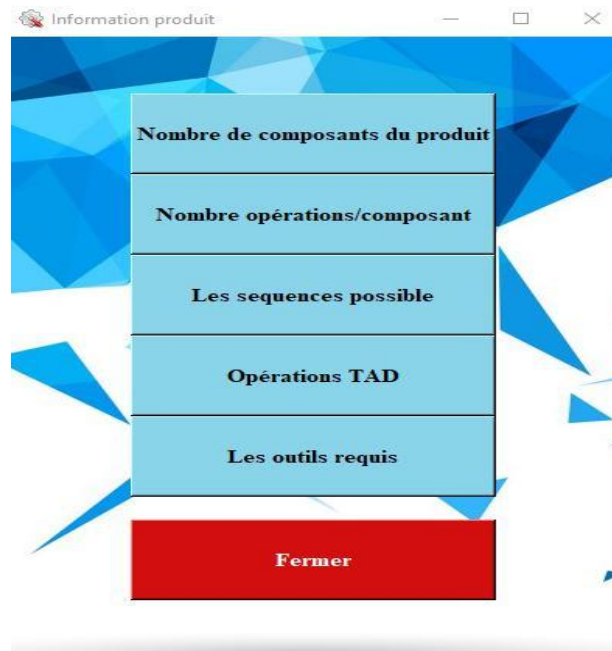 Information produit
Nombre de composants du produit
Nombre opérations/composant
Les sequences possible
Opérations TAD
Les outils requis
Fermer